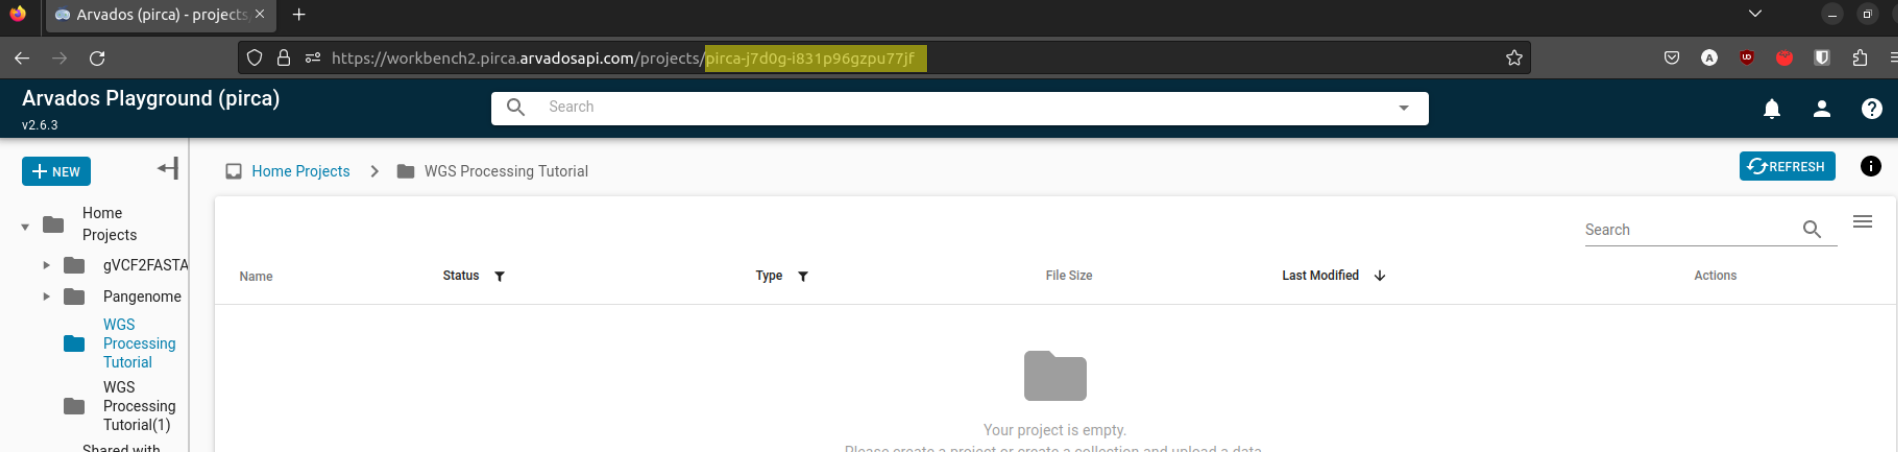 Arvados (pirca) - projects
https://workbench2.pirca.arvadosapi.com/projects/pirca-j7d0g-i831p96gzpu77jf
Arvados Playground (pirca)
v2.6.3
Search
+ NEW
Home Projects > WGS Processing Tutorial
REFRESH
Home
Projects
gVCF2FASTA
Pangenome
WGS
Processing
Tutorial
WGS
Processing
Tutorial(1)
Shared with
Search
Name Status Type File Size Last Modified Actions
Your project is empty.
Please create a project or create a collection and upload a data.